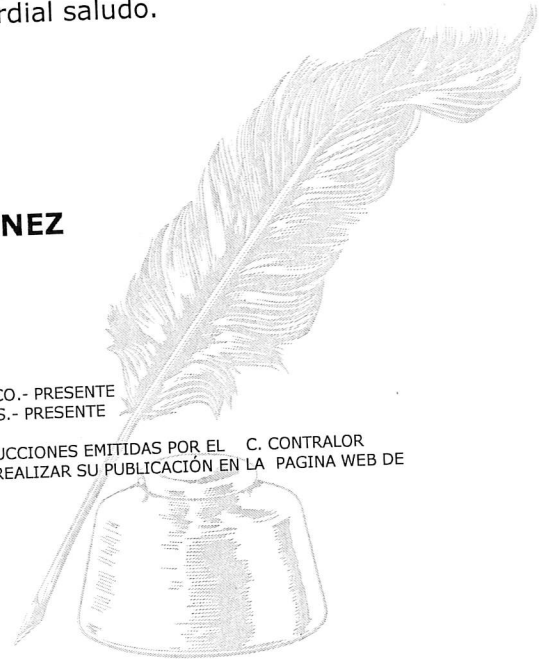 rdial saludo.
NEZ
CO.- PRESENTE
S.- PRESENTE
UCCIONES EMITIDAS POR EL C. CONTRALOR
REALIZAR SU PUBLICACIÓN EN LA PAGINA WEB DE